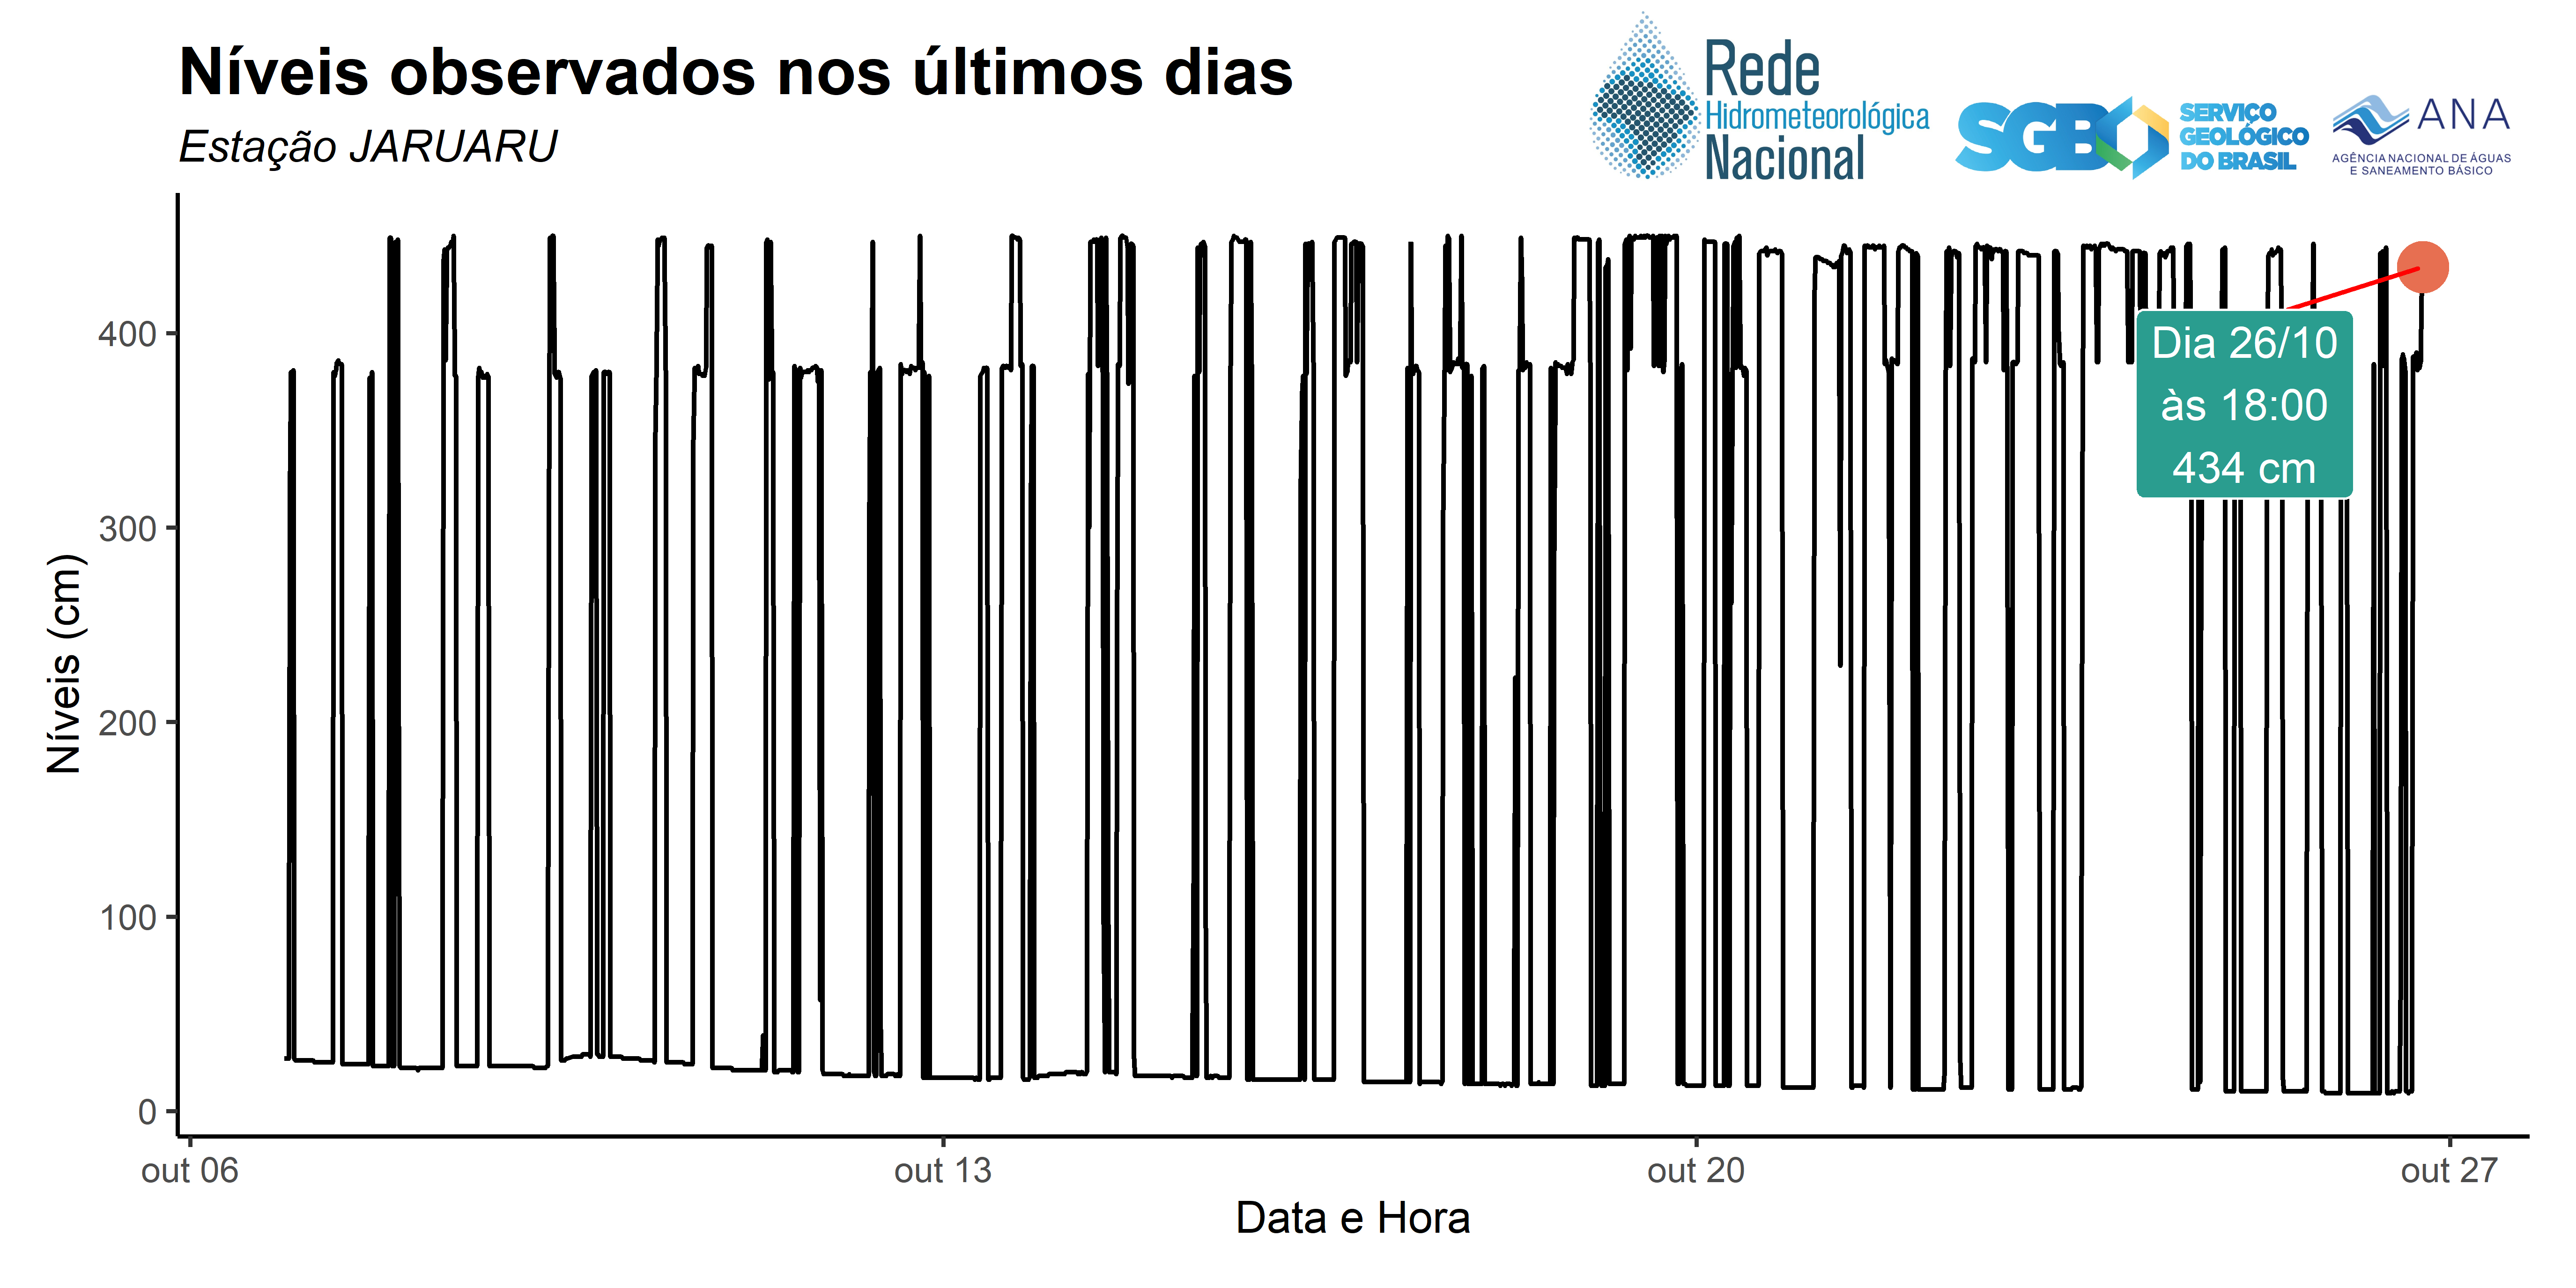 Níveis observados nos últimos dias
Estação JARUARU
Rede
Hidrometeorológica
Nacional
SGB
SERVIÇO
GEOLÓGICO
DO BRASIL
ANA
AGÊNCIA NACIONAL DE ÁGUAS
E SANEAMENTO BÁSICO
Níveis (cm)
400
300
200
100
0
Dia 26/10
às 18:00
434 cm
out 06
out 13
out 20
out 27
Data e Hora